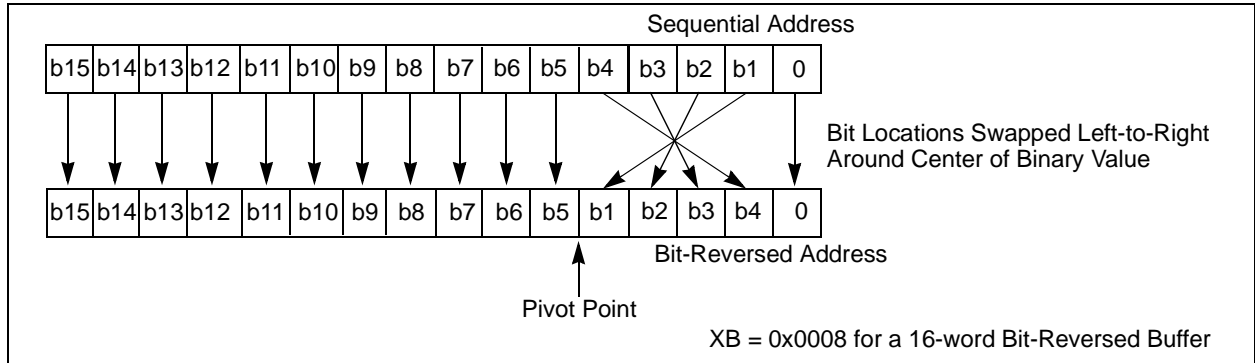 Sequential Address
b15 b14 b13 b12 b11 b10 b9 b8 b7 b6 b5 b4 b3 b2 b1 0
Bit Locations Swapped Left-to-Right
Around Center of Binary Value
b15 b14 b13 b12 b11 b10 b9 b8 b7 b6 b5 b1 b2 b3 b4 0
Bit-Reversed Address
Pivot Point
XB = 0x0008 for a 16-word Bit-Reversed Buffer